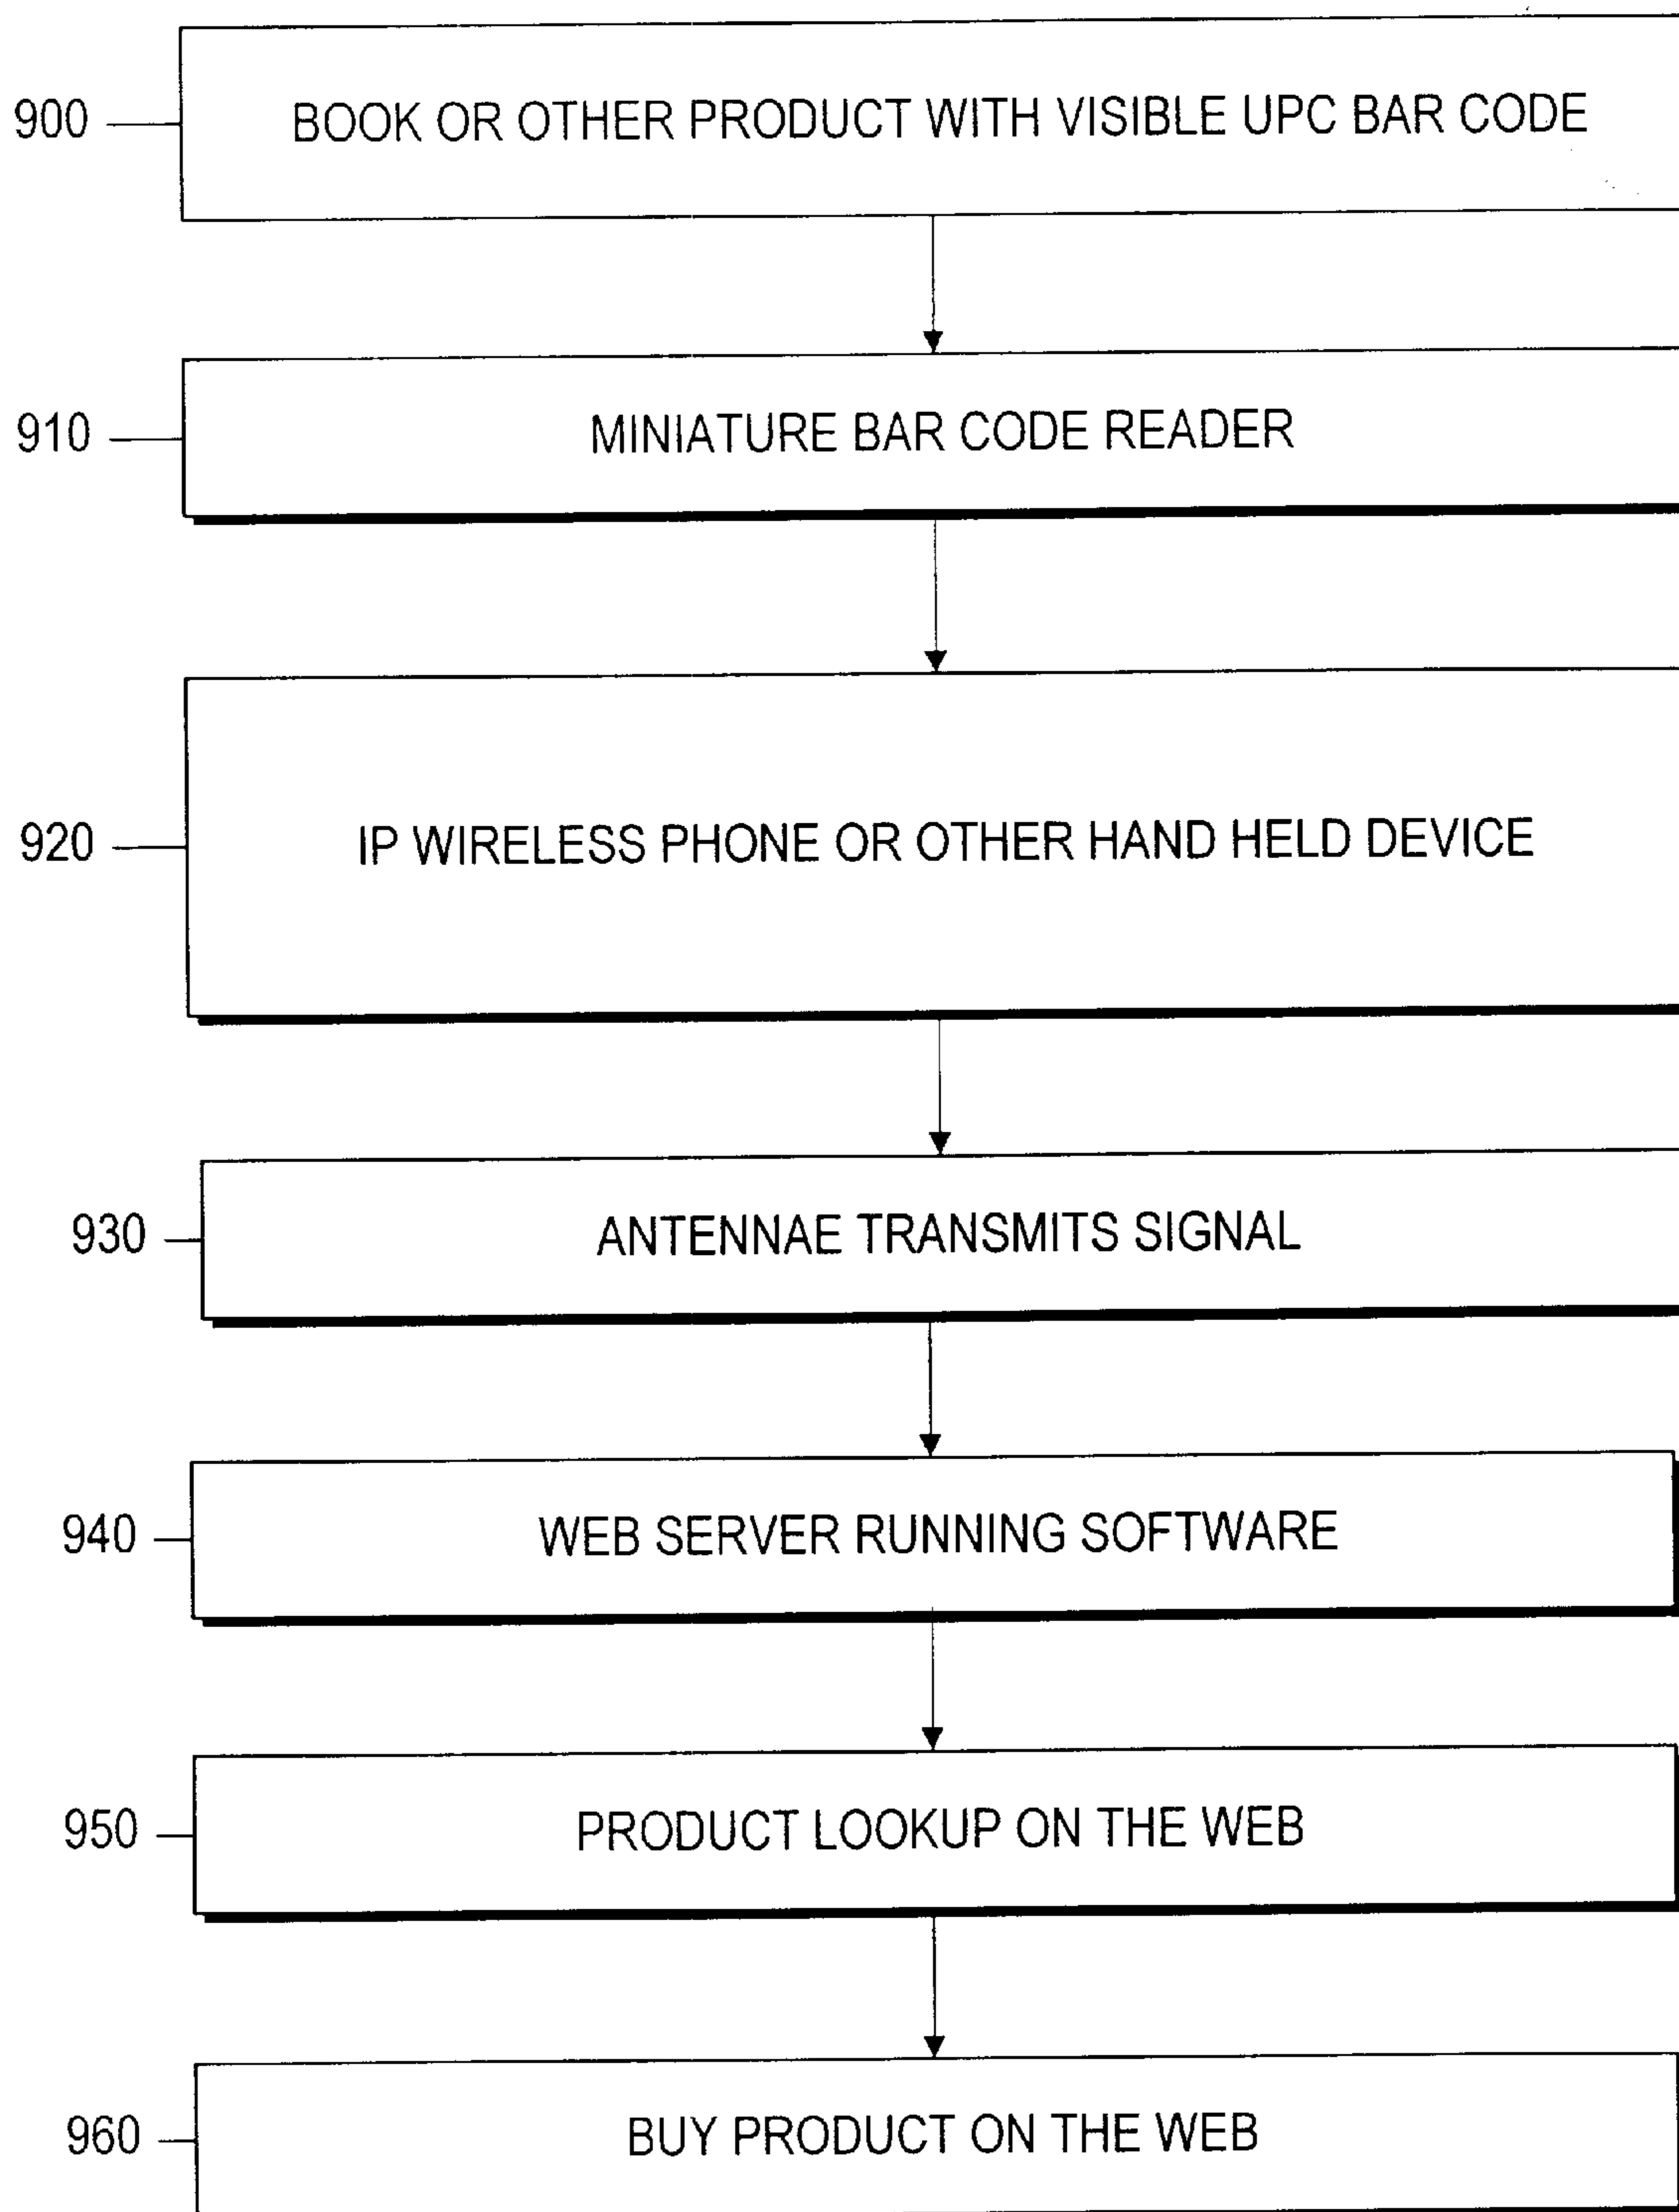 900 BOOK OR OTHER PRODUCT WITH VISIBLE UPC BAR CODE
910 MINIATURE BAR CODE READER
920 IP WIRELESS PHONE OR OTHER HAND HELD DEVICE
930 ANTENNAE TRANSMITS SIGNAL
940 WEB SERVER RUNNING SOFTWARE
950 PRODUCT LOOKUP ON THE WEB
960 BUY PRODUCT ON THE WEB